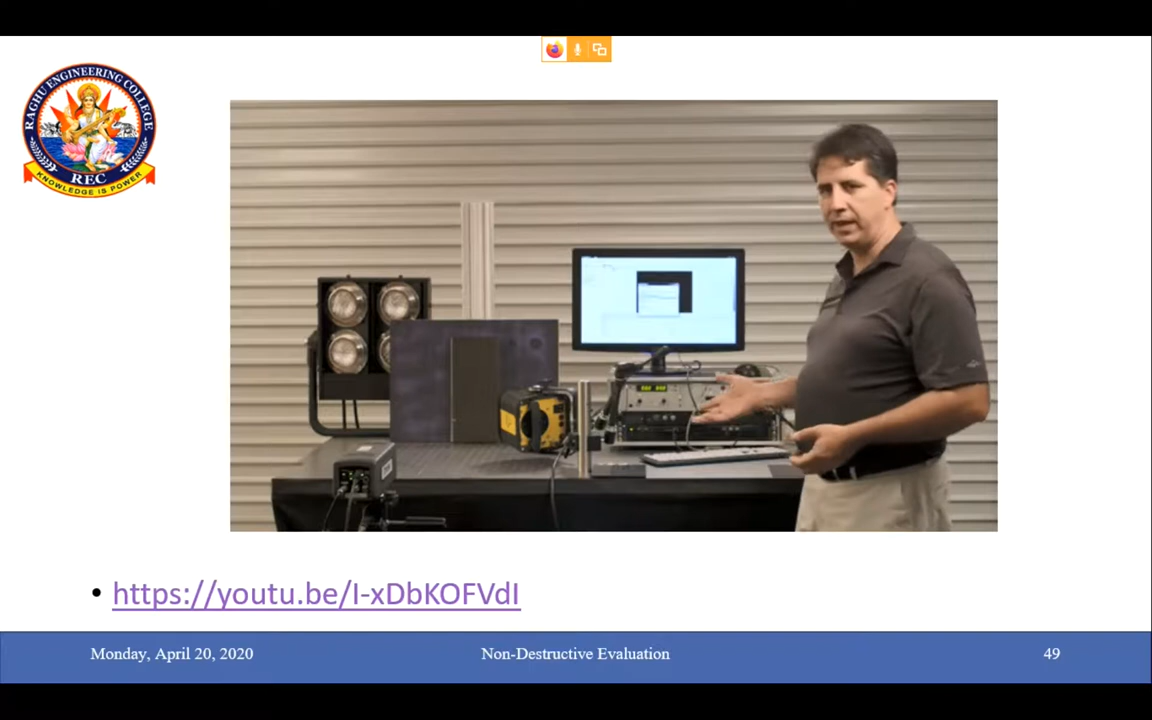 RAGHU ENGINEERING COLLEGE
REC
KNOWLEDGE IS POWER
• https://youtu.be/I-xDbKOFVdI
Monday, April 20, 2020
Non-Destructive Evaluation
49